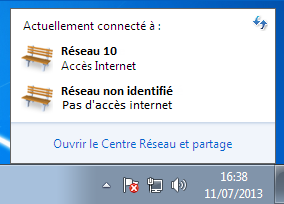 Actuellement connecté à :
Réseau 10
Accès Internet
Réseau non identifié
Pas d'accès internet
Ouvrir le Centre Réseau et partage
16:38
11/07/2013